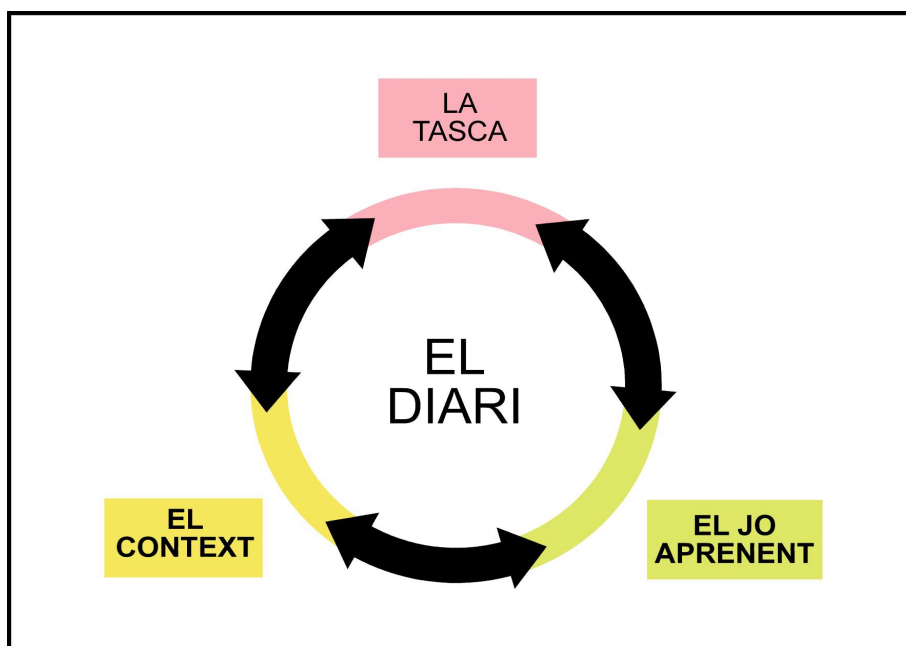 LA
TASCA
EL
DIARI
EL
CONTEXT
EL JO
APRENENT